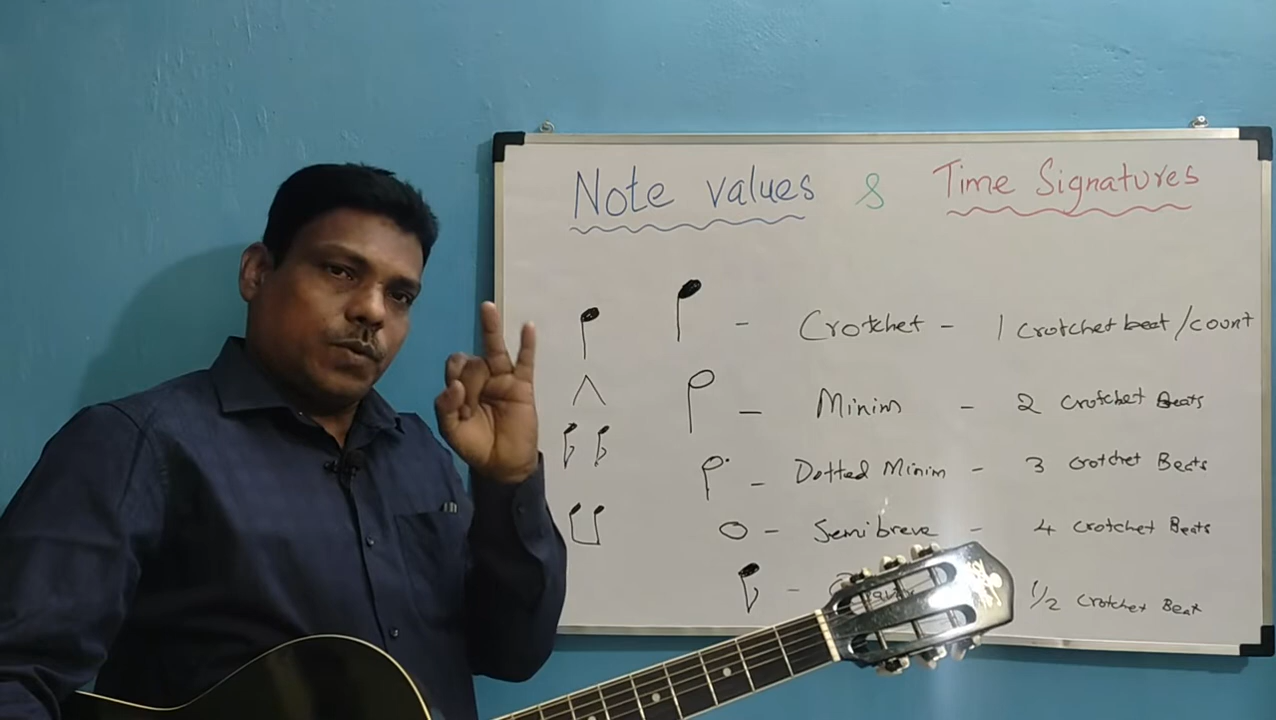 Note values & Time Signatures
— Crotchet — 1 Crotchet beat/count
— Minim — 2 crotchet Beats
— Dotted Minim — 3 crotchet Beats
— Semibreve — 4 crotchet Beats
— 1/2 crotchet Beat